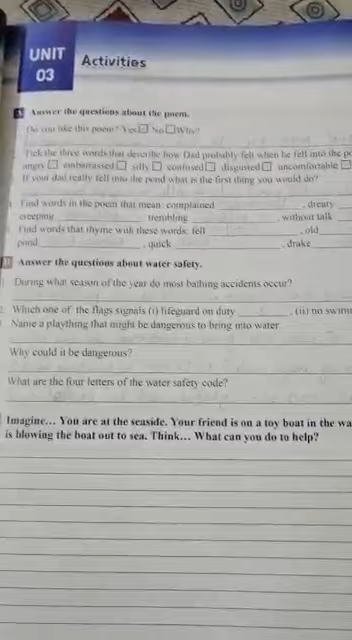 UNIT
03
Activities
A Answer the questions about the poem.
Do you like this poem? Yes No Why?
Tick the three words that describe how Dad probably felt when he fell into the
angry embarrassed silly confused disgusted uncomfortable
If your dad really fell into the pond what is the first thing you would do?
Find words in the poem that mean: complained , dreary
creeping trembling , without talk
Find words that rhyme with these words: fell , old
pond , quick , drake
B Answer the questions about water safety.
During what season of the year do most bathing accidents occur?
Which one of the flags signals (i) lifeguard on duty , (ii) no
Name a plaything that might be dangerous to bring into water
Why could it be dangerous?
What are the four letters of the water safety code?
Imagine... You are at the seaside. Your friend is on a toy boat in the
is blowing the boat out to sea. Think... What can you do to help?